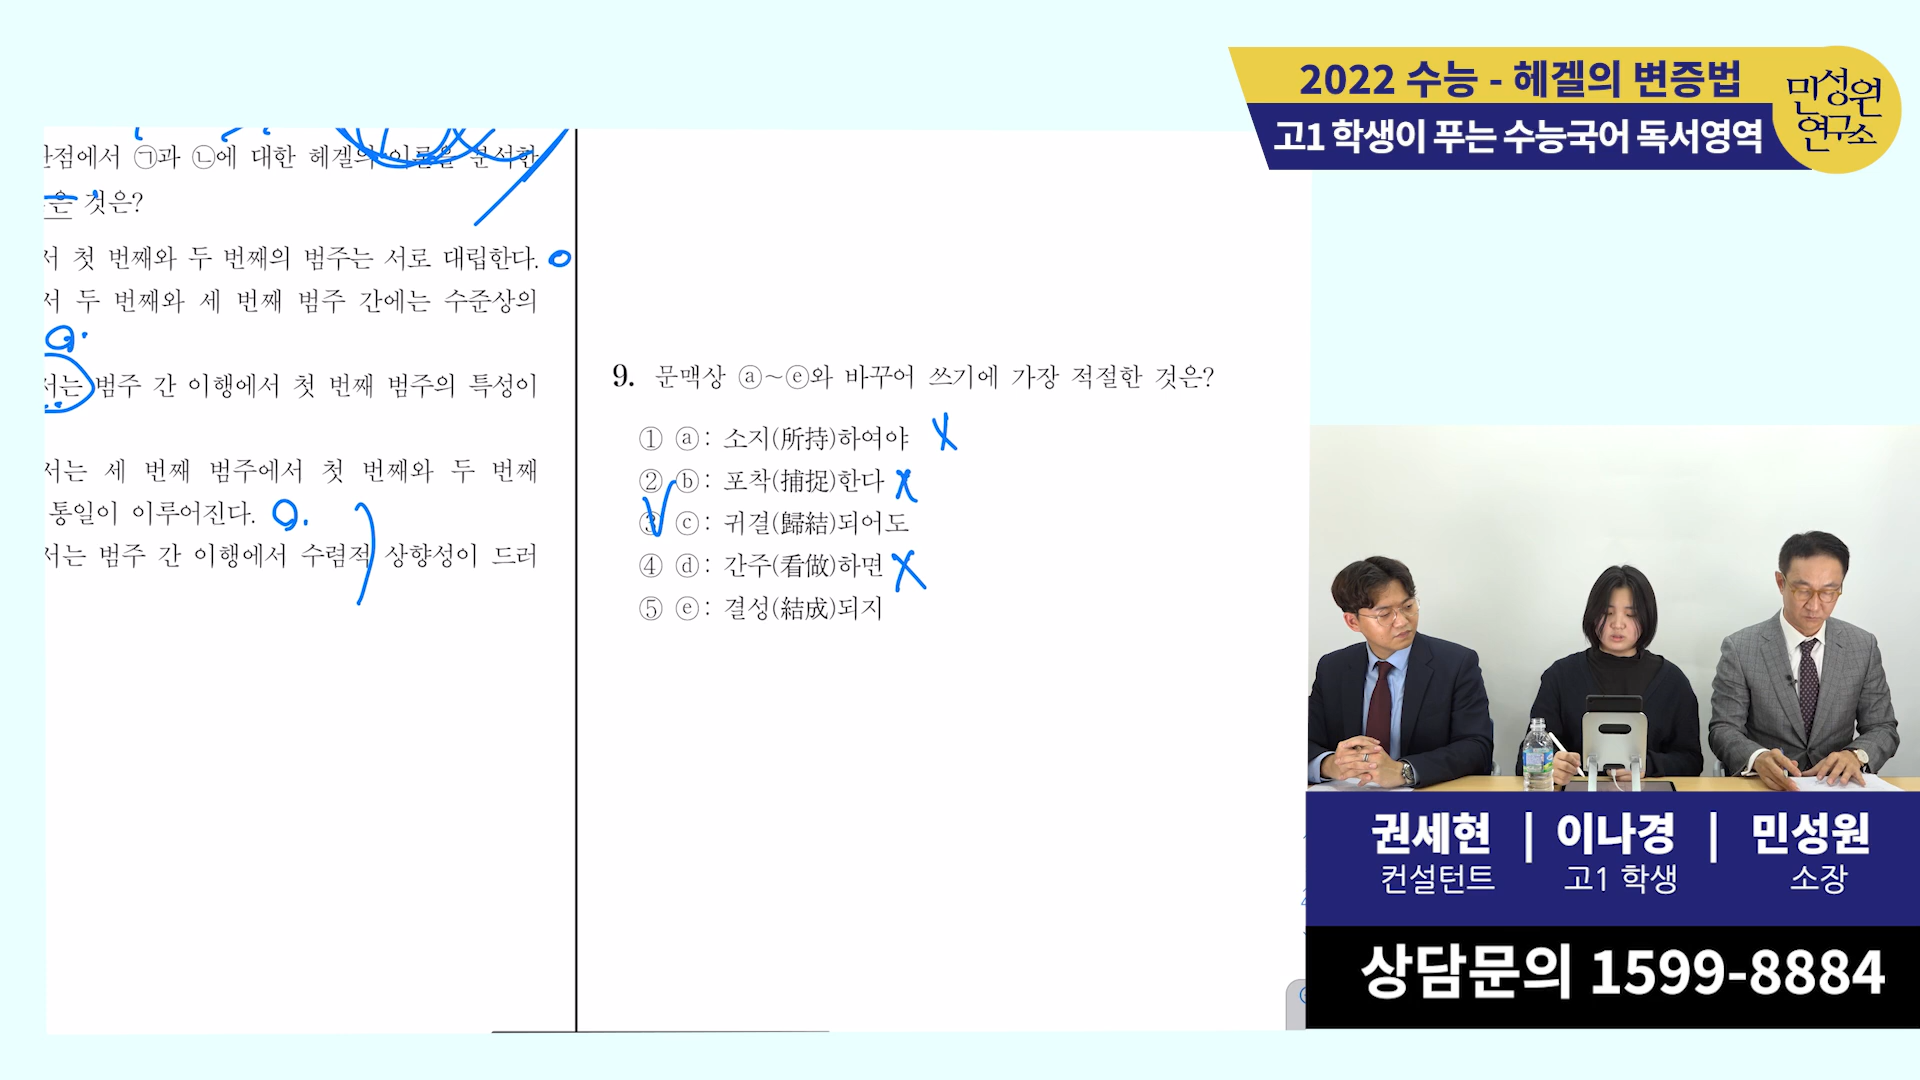 2022 수능 - 헤겔의 변증법
고1 학생이 푸는 수능국어 독서영역
민성원
연구소
관점에서 ㉠과 ㉡에 대한 헤겔의 이론을 분석한
은 것은?
서 첫 번째와 두 번째의 범주는 서로 대립한다.
서 두 번째와 세 번째 범주 간에는 수준상의
서는 범주 간 이행에서 첫 번째 범주의 특성이
서는 세 번째 범주에서 첫 번째와 두 번째
통일이 이루어진다.
서는 범주 간 이행에서 수렴적 상향성이 드러
9. 문맥상 ⓐ~ⓔ와 바꾸어 쓰기에 가장 적절한 것은?
① ⓐ: 소지(所持)하여야
② ⓑ: 포착(捕捉)한다
③ ⓒ: 귀결(歸結)되어도
④ ⓓ: 간주(看做)하면
⑤ ⓔ: 결성(結成)되지
권세현 | 이나경 | 민성원
컨설턴트 고1 학생 소장
상담문의 1599-8884